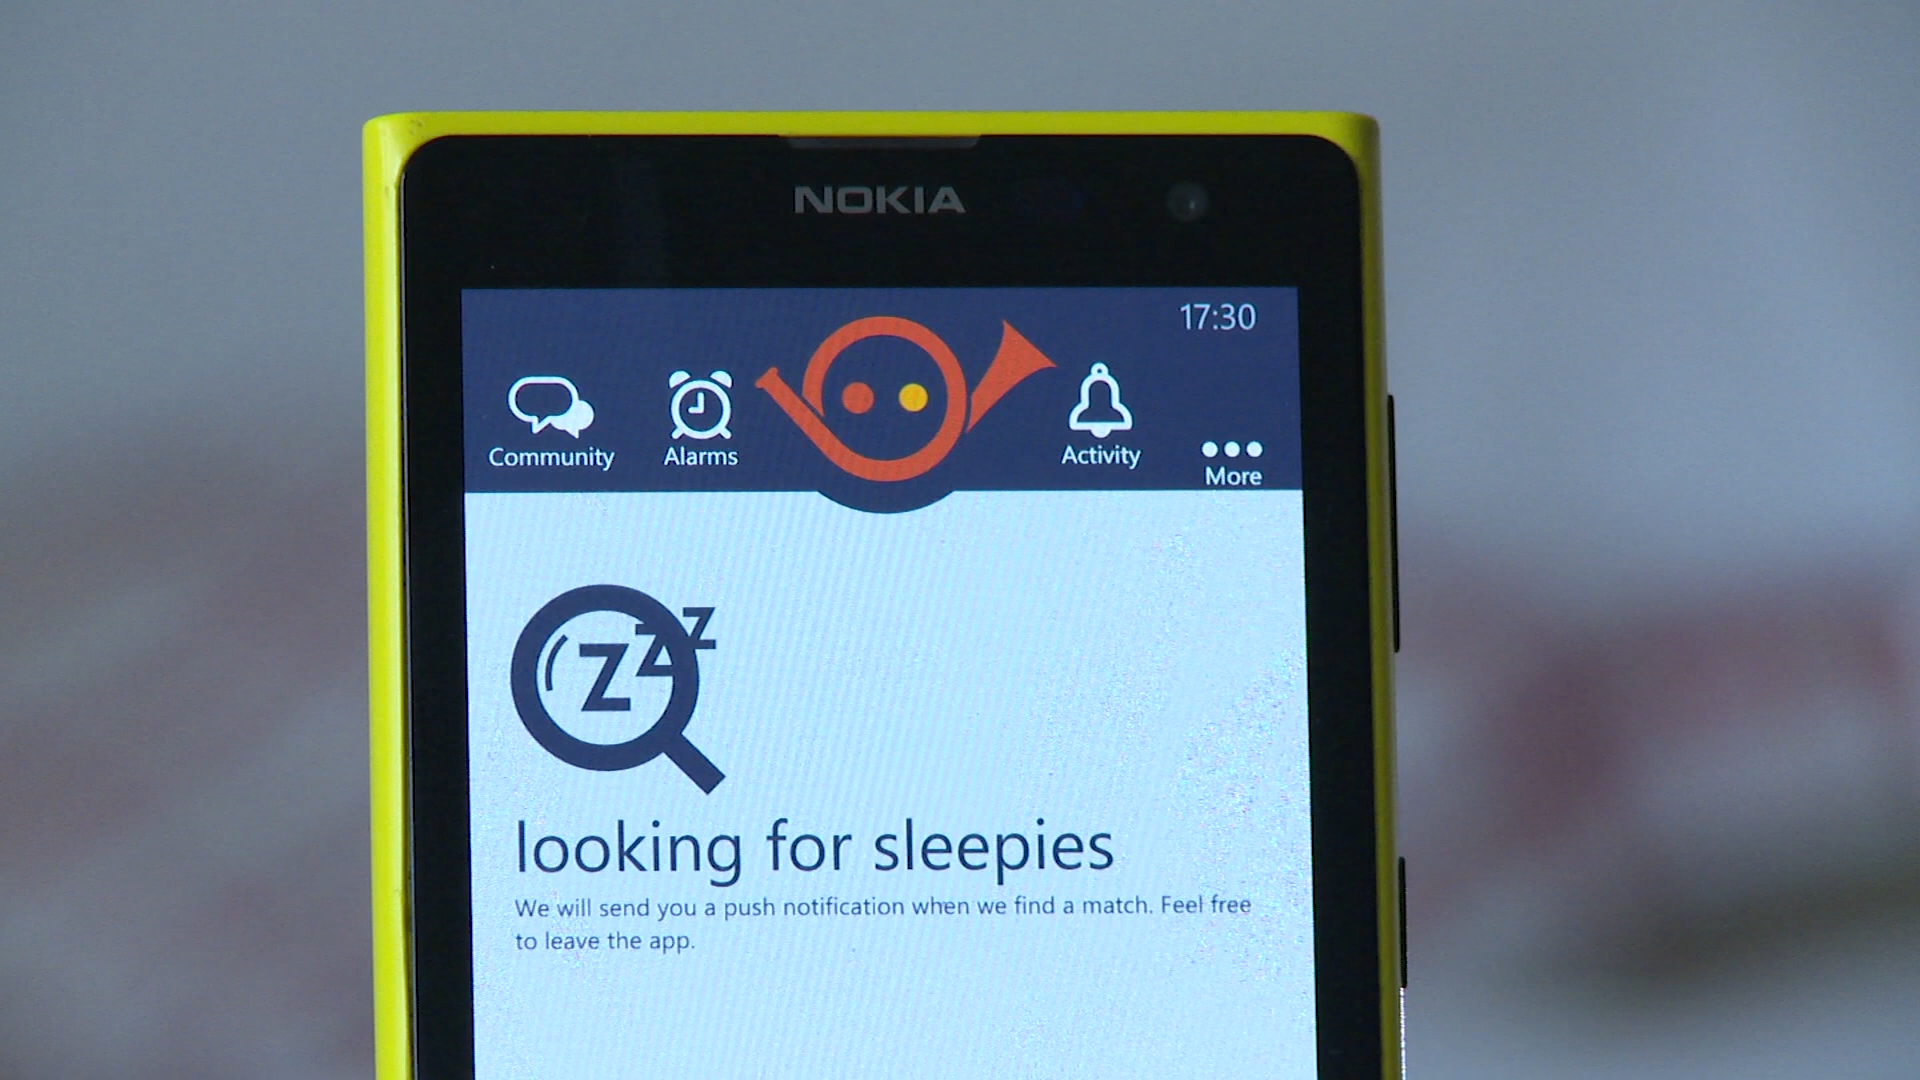 NOKIA
17:30
Community
Alarms
Activity
More
z z z
looking for sleepies
We will send you a push notification when we find a match. Feel free
to leave the app.